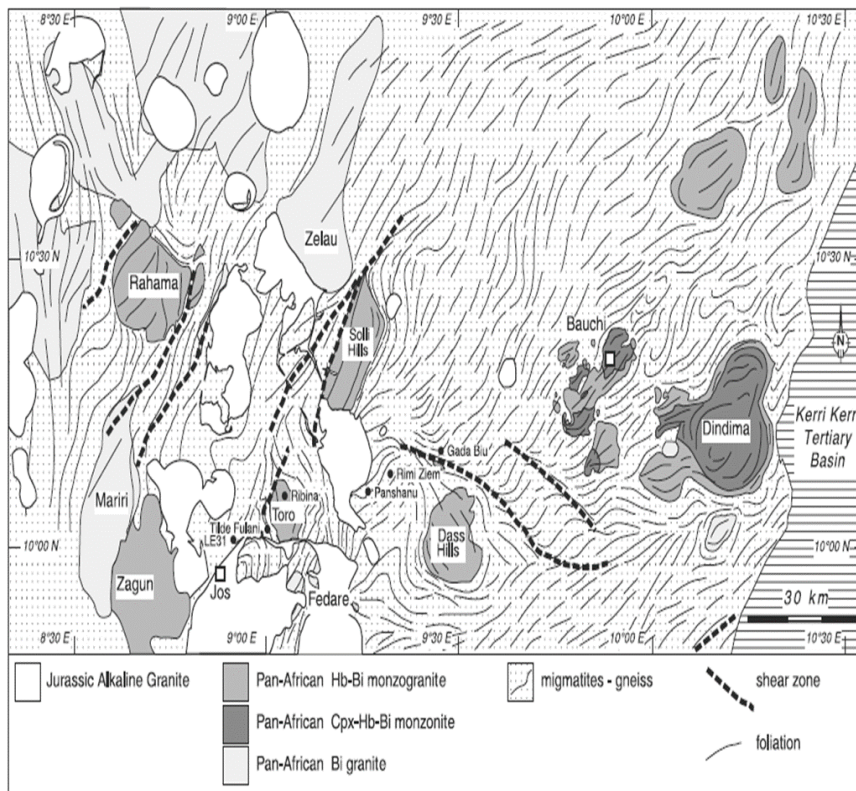 8°30 E
9°00 E
9°30 E
10°00 E
10°30 E
Zelau
10°30 N
10°30 N
Rahama
Solli
Hills
Bauchi
N
Dindima
Kerri Kerri
Tertiary
Basin
Gada Biu
Rimi Ziem
Panshanu
Mariri
Ribina
Toro
Tilde Fulani
LE31
Dass
Hills
10°00 N
10°00 N
Zagun
Jos
Fedare
30 km
8°30 E
9°00 E
9°30 E
10°00 E
10°30 E
Jurassic Alkaline Granite
Pan-African Hb-Bi monzogranite
migmatites - gneiss
shear zone
Pan-African Cpx-Hb-Bi monzonite
foliation
Pan-African Bi granite